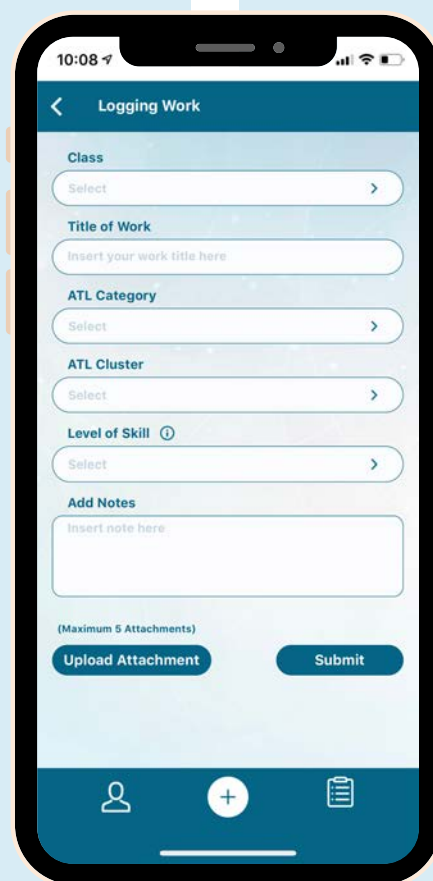 10:08
Logging Work
Class
Select
Title of Work
Insert your work title here
ATL Category
Select
ATL Cluster
Select
Level of Skill
Select
Add Notes
Insert note here
(Maximum 5 Attachments)
Upload Attachment Submit